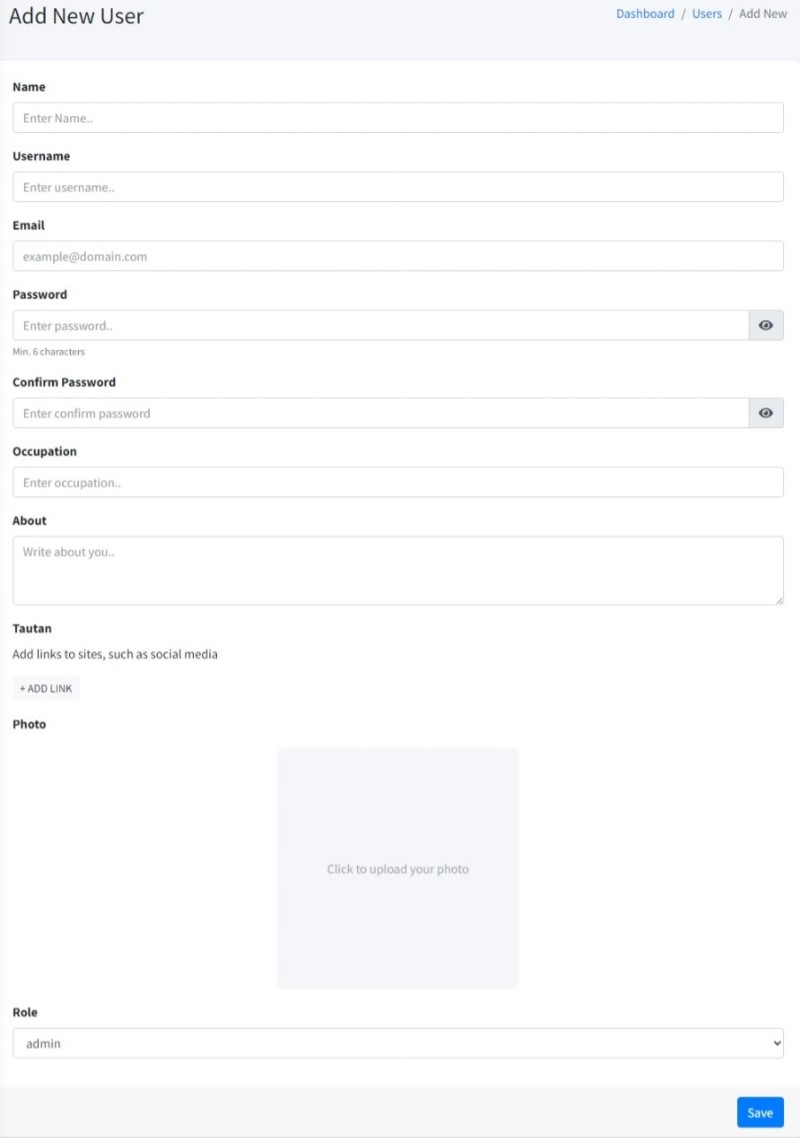 Add New User
Dashboard / Users / Add New
Name
Enter Name..
Username
Enter username..
Email
example@domain.com
Password
Enter password..
Min. 6 characters
Confirm Password
Enter confirm password
Occupation
Enter occupation..
About
Write about you..
Tautan
Add links to sites, such as social media
+ ADD LINK
Photo
Click to upload your photo
Role
admin
Save